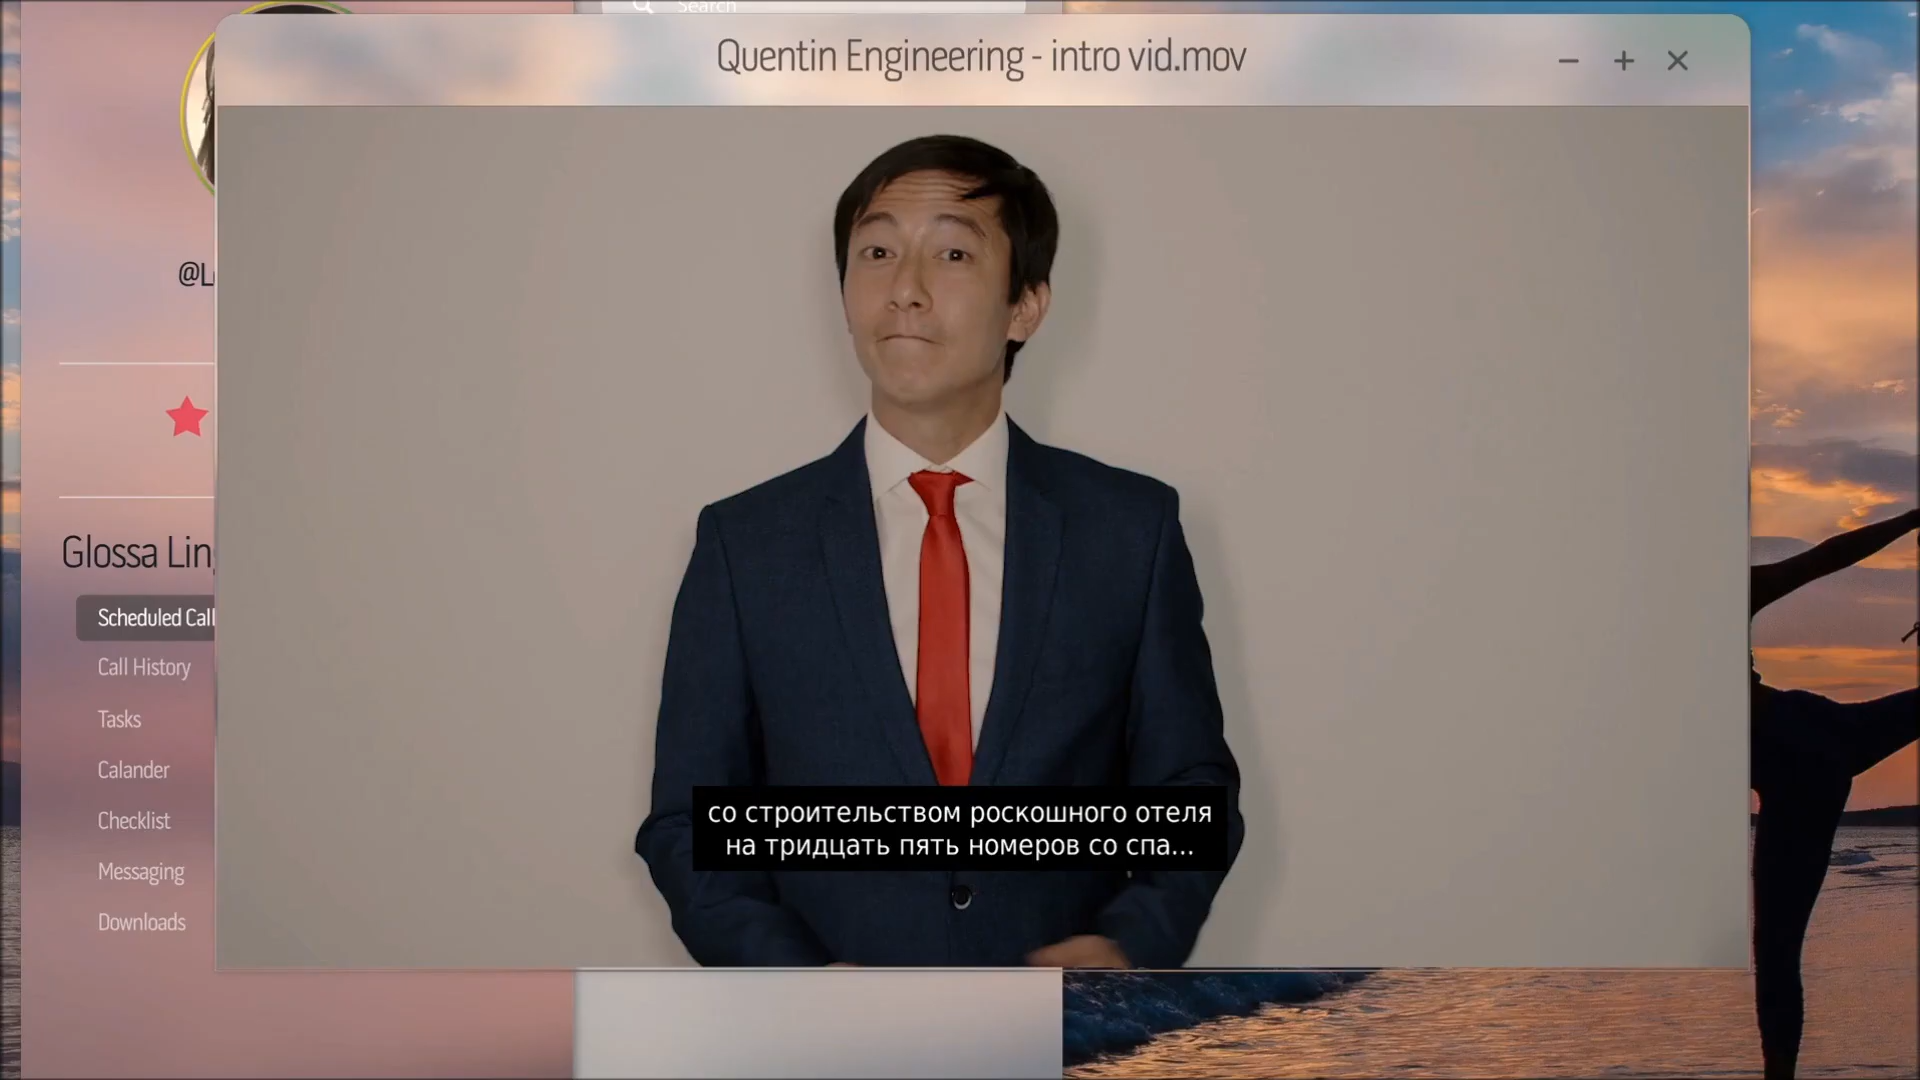 Search
Quentin Engineering - intro vid.mov
Glossa
Scheduled Call
Call History
Tasks
Calander
Checklist
Messaging
Downloads
со строительством роскошного отеля
на тридцать пять номеров со спа...